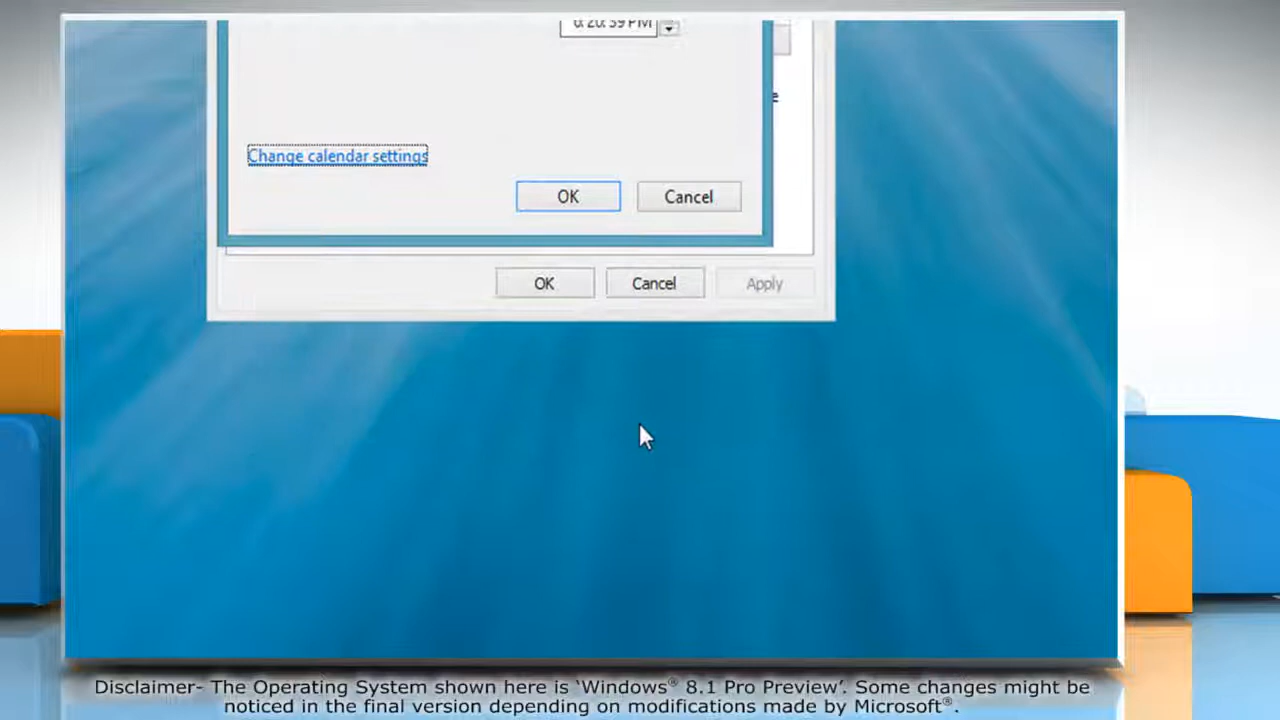 Change calendar settings
OK Cancel
OK Cancel Apply
Disclaimer- The Operating System shown here is ‘Windows® 8.1 Pro Preview’. Some changes might be
noticed in the final version depending on modifications made by Microsoft®.